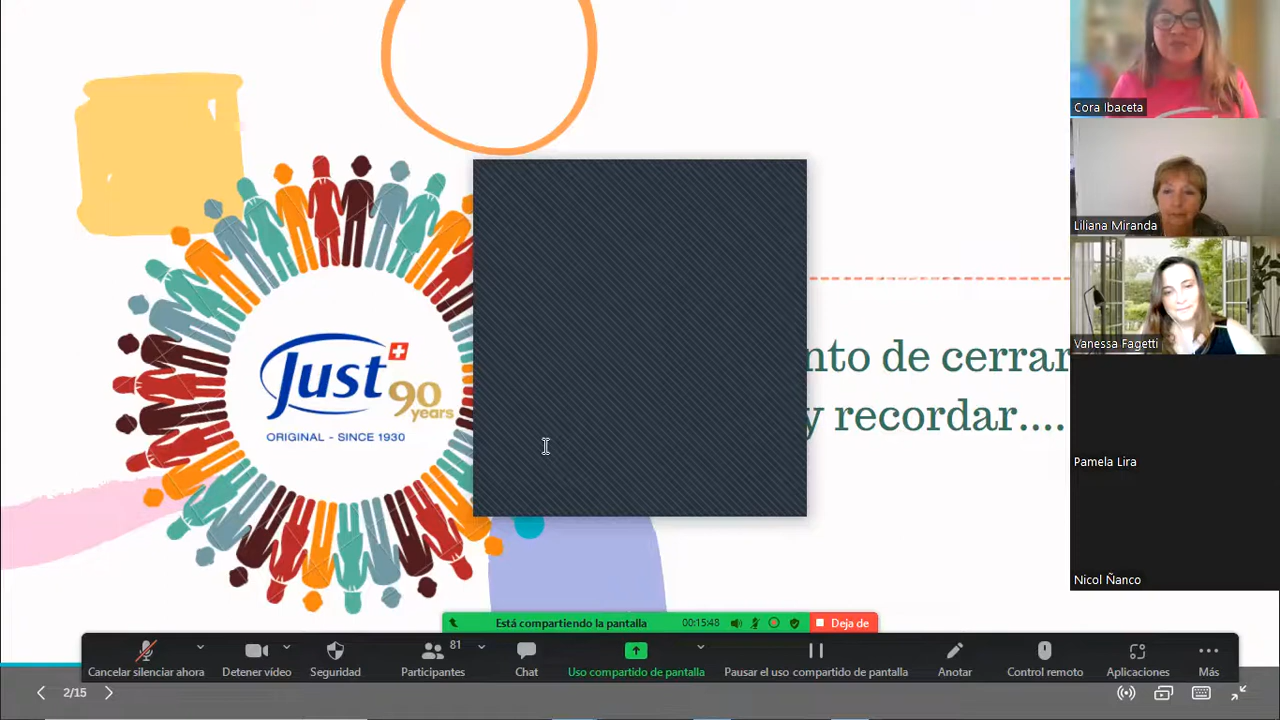 Just
90
years
ORIGINAL - SINCE 1930
nto de cerrar
y recordar....
Cora Ibaceta
Liliana Miranda
Vanessa Fagetti
Pamela Lira
Nicol Ñanco
Está compartiendo la pantalla
00:15:48
Deja de
Cancelar silenciar ahora
Detener vídeo
Seguridad
Participantes
81
Chat
Uso compartido de pantalla
Pausar el uso compartido de pantalla
Anotar
Control remoto
Aplicaciones
Más
2/15